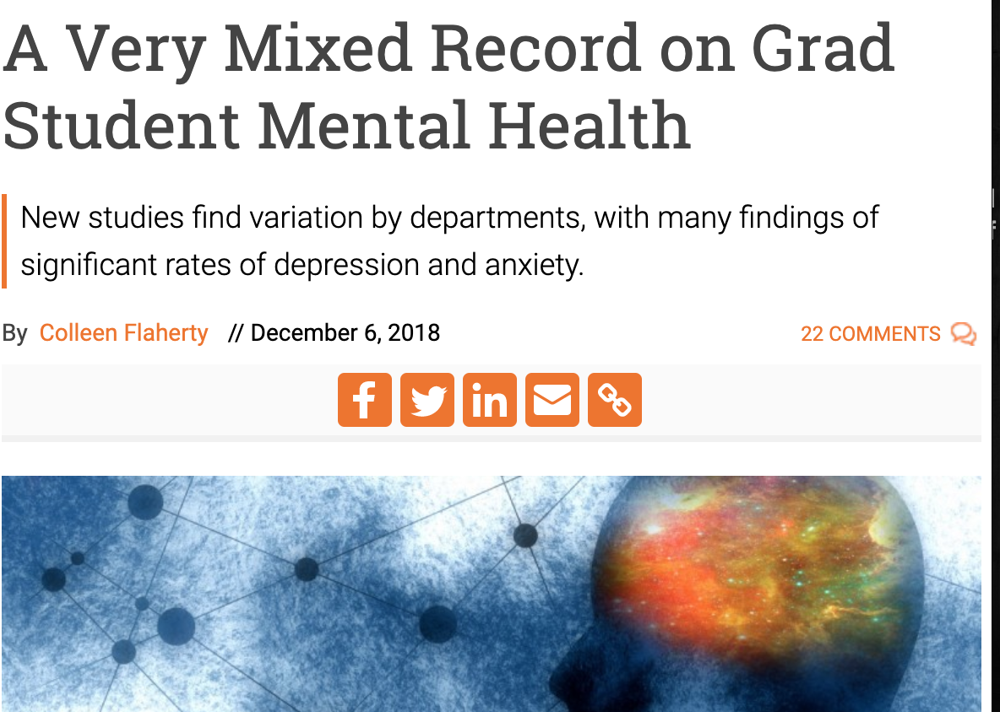 A Very Mixed Record on Grad
Student Mental Health
New studies find variation by departments, with many findings of
significant rates of depression and anxiety.
By Colleen Flaherty // December 6, 2018
22 COMMENTS
f
in